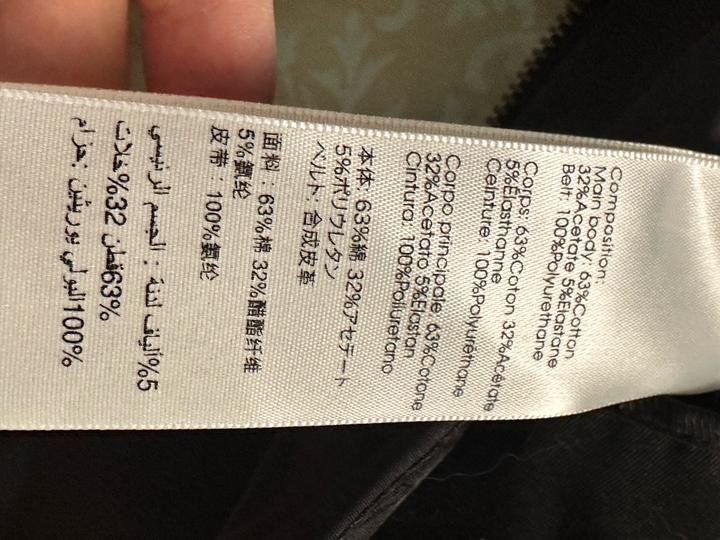 Composition:
Main body: 63%Cotton
32%Acetate 5%Elastane
Belt: 100%Polyurethane
Corps: 63%Coton 32%Acétate
5%Elasthanne
Ceinture: 100%Polyuréthane
Corpo principale: 63%Cotone
32%Acetato 5%Elastan
Cintura: 100%Poliuretano
本体: 63%綿 32%アセテート
5%ポリウレタン
ベルト: 合成皮革
面料: 63%棉 32%醋酯纤维
5%氨纶
皮带: 100%氨纶
5%ألياف لدنة : الجسم الرئيسي
63%قطن 32%خلات
100%البولي يوريثين :حزام